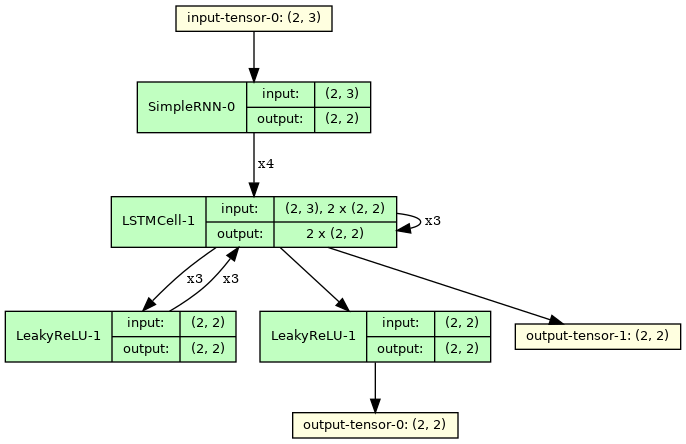 input-tensor-0: (2, 3)
SimpleRNN-0
input: (2, 3)
output: (2, 2)
x4
LSTMCell-1
input: (2, 3), 2 x (2, 2)
output: 2 x (2, 2)
x3
x3
x3
LeakyReLU-1
input: (2, 2)
output: (2, 2)
LeakyReLU-1
input: (2, 2)
output: (2, 2)
output-tensor-1: (2, 2)
output-tensor-0: (2, 2)